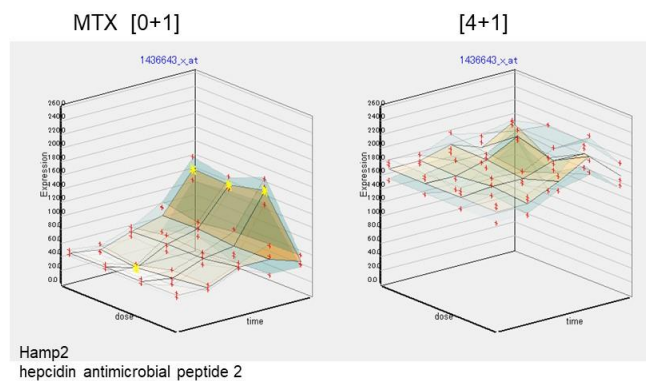 MTX [0+1]
[4+1]
1436643_x_at
1436643_x_at
2600
2400
2200
2000
1800
1600
1400
1200
1000
800
600
400
200
0.0
Expression
dose
time
2600
2400
2200
2000
1800
1600
1400
1200
1000
800
600
400
200
0.0
Expression
dose
time
Hamp2
hepcidin antimicrobial peptide 2